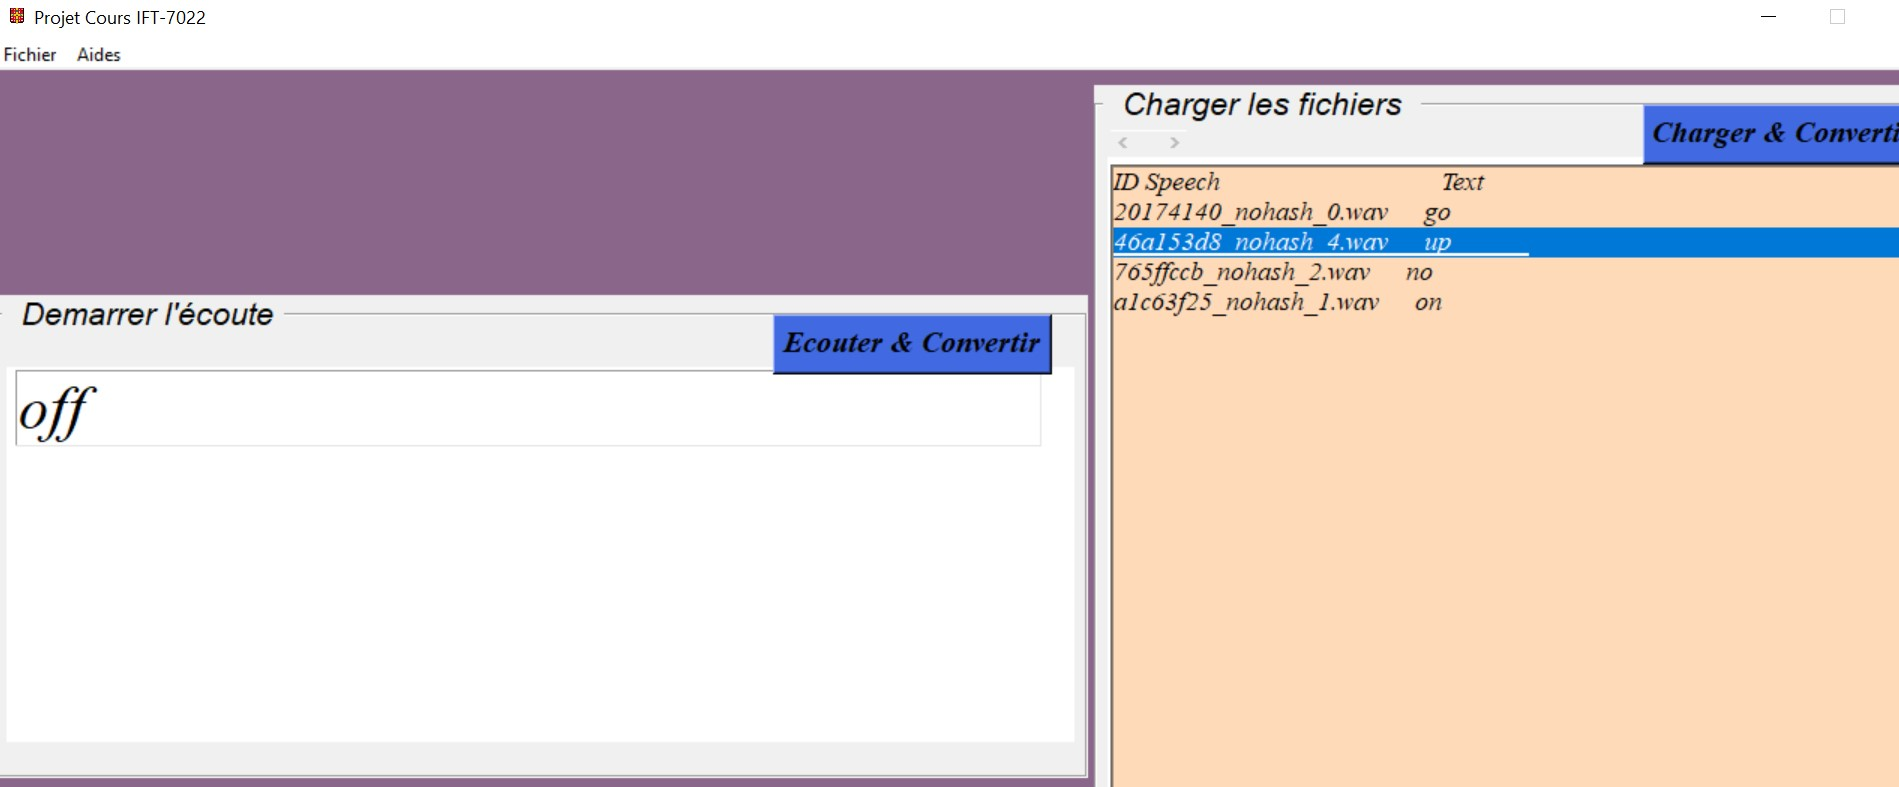 Projet Cours IFT-7022
Fichier Aides
Charger les fichiers
Charger & Converti
< >
ID Speech Text
20174140_nohash_0.wav go
46a153d8_nohash_4.wav up
765ffccb_nohash_2.wav no
a1c63f25_nohash_1.wav on
Demarrer l'écoute
Ecouter & Convertir
off